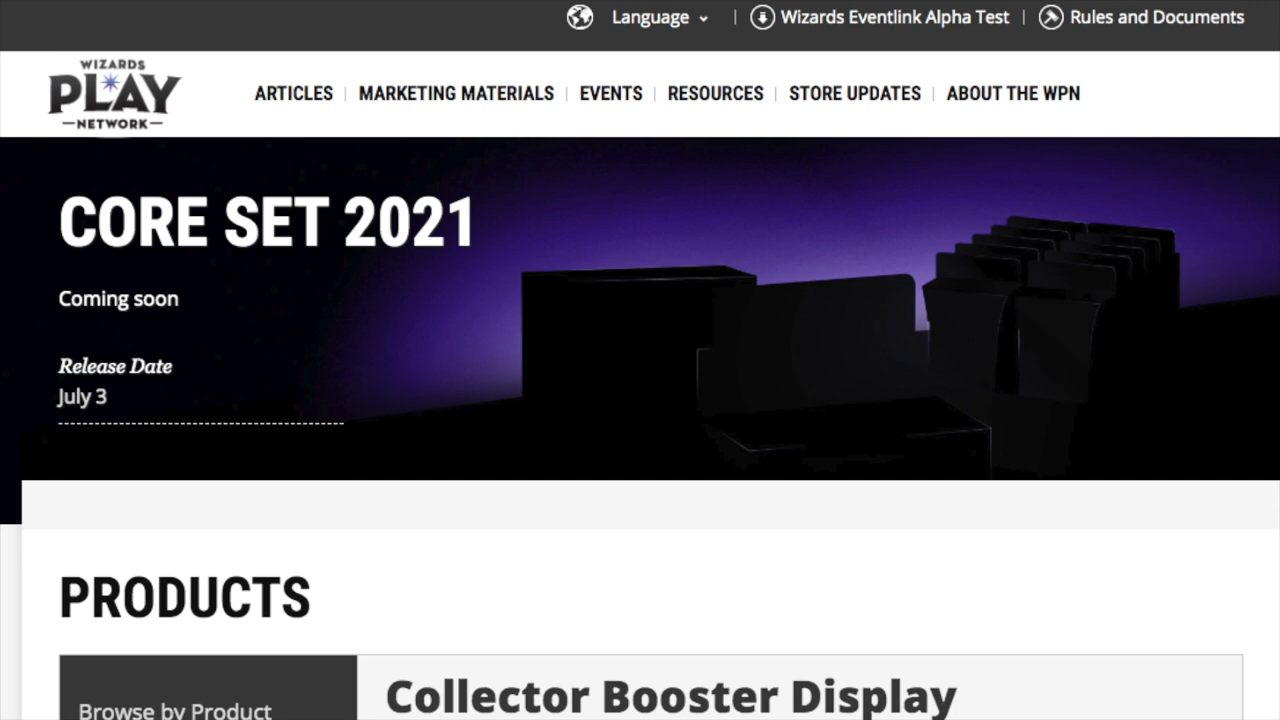 Language | Wizards Eventlink Alpha Test | Rules and Documents
WIZARDS
PLAY
NETWORK
ARTICLES | MARKETING MATERIALS | EVENTS | RESOURCES | STORE UPDATES | ABOUT THE WPN
CORE SET 2021
Coming soon
Release Date
July 3
PRODUCTS
Collector Booster Display
Browse by Product